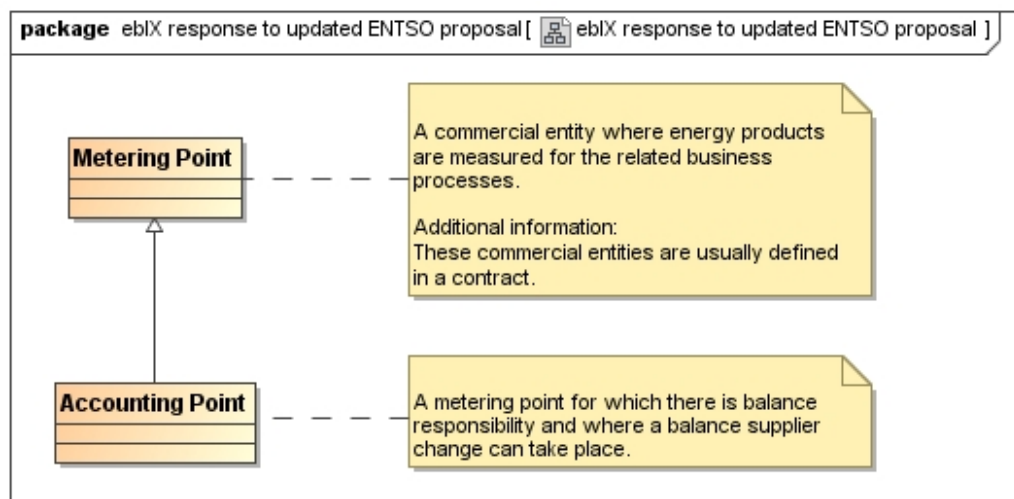 package ebIX response to updated ENTSO proposal[ ebIX response to updated ENTSO proposal ]
Metering Point
A commercial entity where energy products
are measured for the related business
processes.
Additional information:
These commercial entities are usually defined
in a contract.
Accounting Point
A metering point for which there is balance
responsibility and where a balance supplier
change can take place.